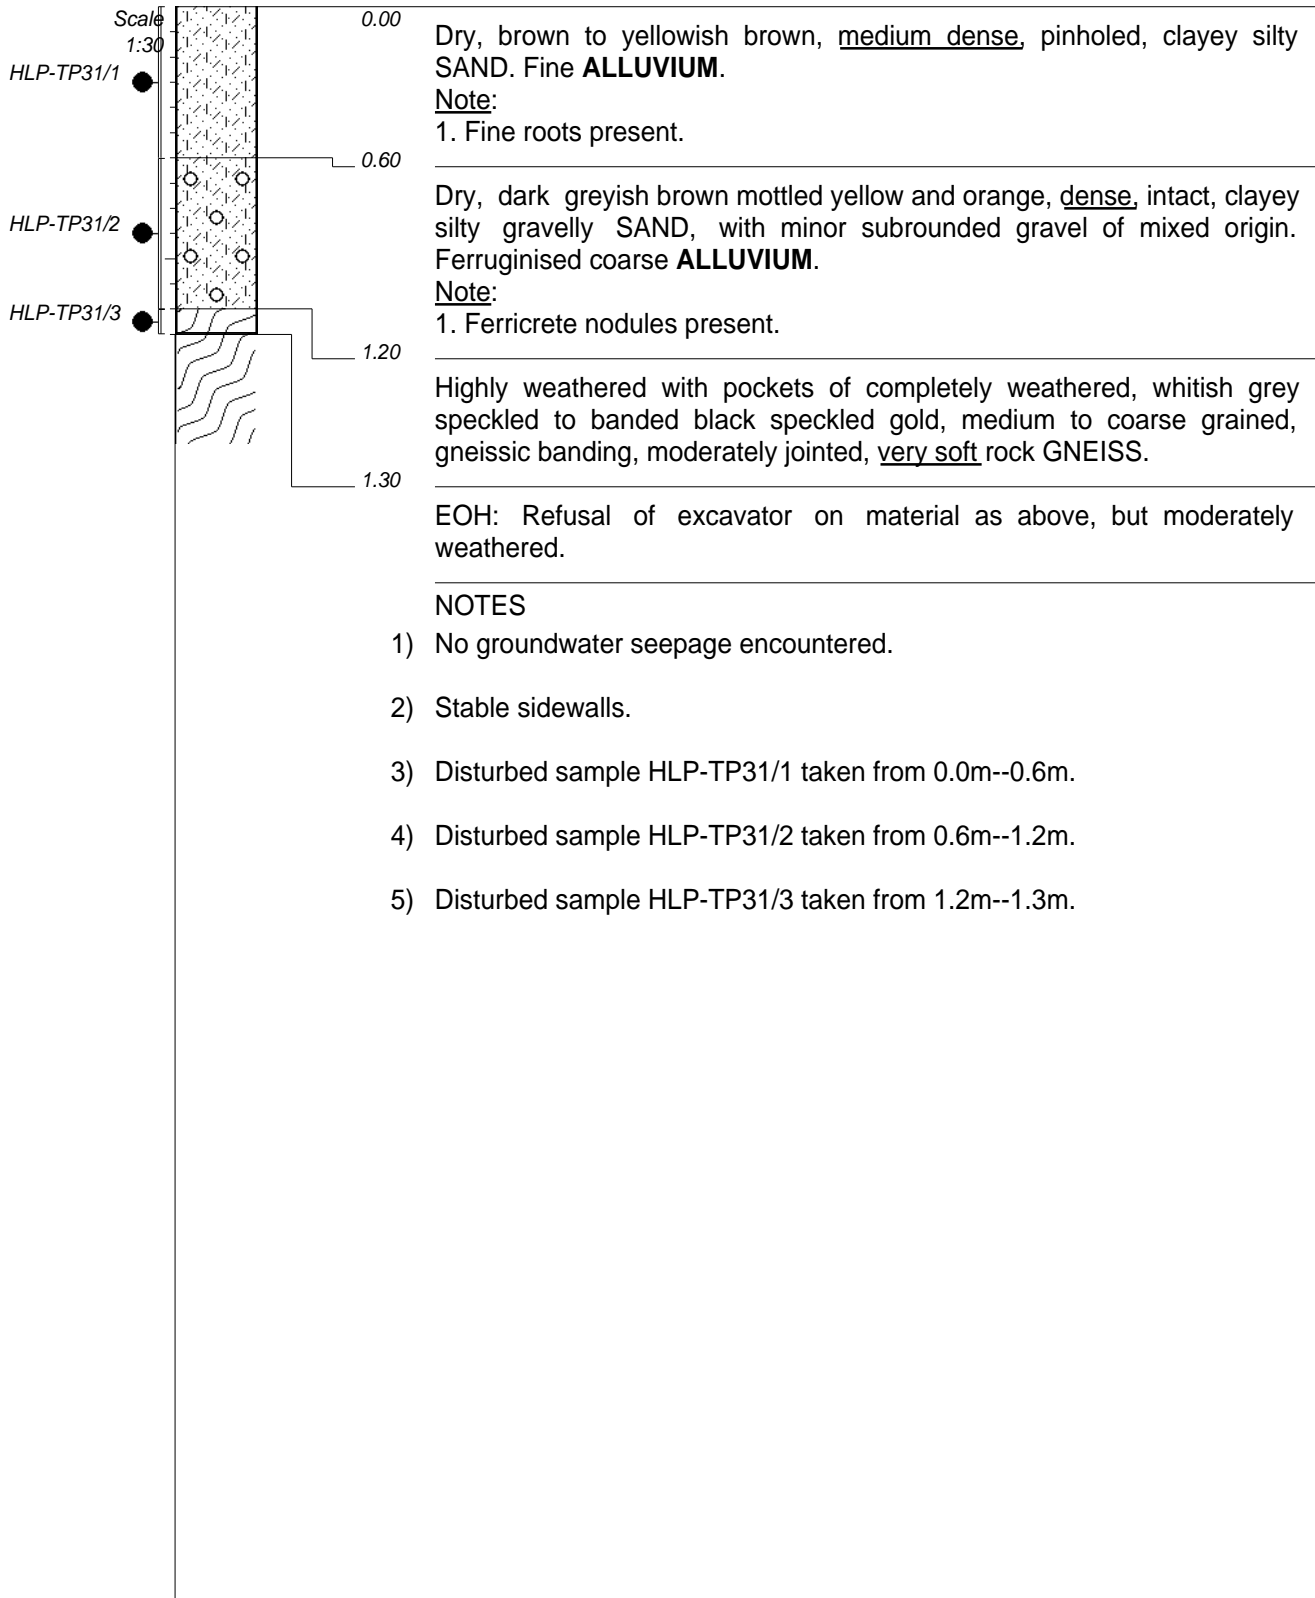 Scale
1:30
0.00
Dry, brown to yellowish brown, medium dense, pinholed, clayey silty
SAND. Fine ALLUVIUM.
HLP-TP31/1
Note:
1. Fine roots present.
0.60
Dry, dark greyish brown mottled yellow and orange, dense, intact, clayey
HLP-TP31/2
silty gravelly SAND, with minor subrounded gravel of mixed origin.
Ferruginised coarse ALLUVIUM.
Note:
HLP-TP31/3
1. Ferricrete nodules present.
1.20
Highly weathered with pockets of completely weathered, whitish grey
speckled to banded black speckled gold, medium to coarse grained,
gneissic banding, moderately jointed, very soft rock GNEISS.
1.30
EOH: Refusal of excavator on material as above, but moderately
weathered.
NOTES
1) No groundwater seepage encountered.
2) Stable sidewalls.
3) Disturbed sample HLP-TP31/1 taken from 0.0m--0.6m.
4) Disturbed sample HLP-TP31/2 taken from 0.6m--1.2m.
5) Disturbed sample HLP-TP31/3 taken from 1.2m--1.3m.